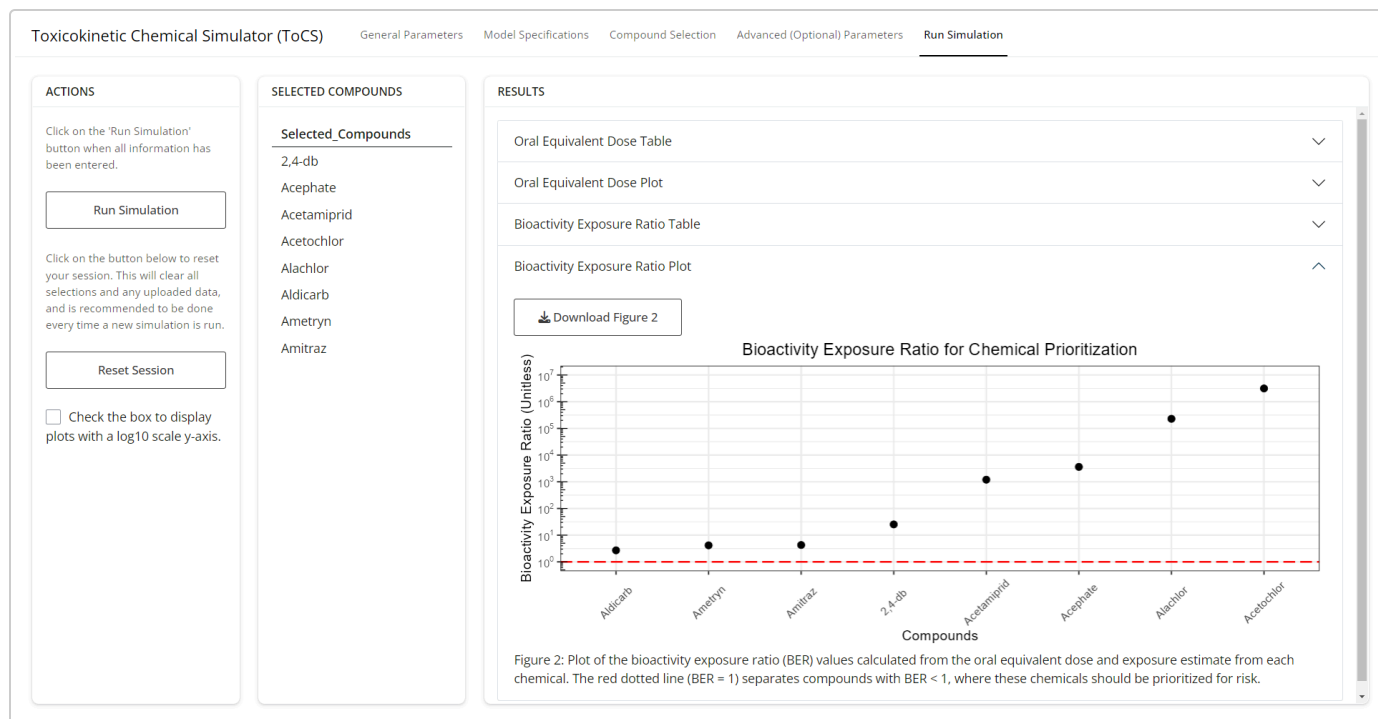 Toxicokinetic Chemical Simulator (ToCS)
General Parameters
Model Specifications
Compound Selection
Advanced (Optional) Parameters
Run Simulation
ACTIONS
Click on the 'Run Simulation'
button when all information has
been entered.
Run Simulation
Click on the button below to reset
your session. This will clear all
selections and any uploaded data,
and is recommended to be done
every time a new simulation is run.
Reset Session
Check the box to display
plots with a log10 scale y-axis.
SELECTED COMPOUNDS
Selected_Compounds
2,4-db
Acephate
Acetamiprid
Acetochlor
Alachlor
Aldicarb
Ametryn
Amitraz
RESULTS
Oral Equivalent Dose Table
Oral Equivalent Dose Plot
Bioactivity Exposure Ratio Table
Bioactivity Exposure Ratio Plot
Download Figure 2
Bioactivity Exposure Ratio for Chemical Prioritization
Bioactivity Exposure Ratio (Unitless)
10⁷
10⁶
10⁵
10⁴
10³
10²
10¹
10⁰
Aldicarb
Ametryn
Amitraz
2,4-db
Acetamiprid
Acephate
Alachlor
Acetochlor
Compounds
Figure 2: Plot of the bioactivity exposure ratio (BER) values calculated from the oral equivalent dose and exposure estimate from each
chemical. The red dotted line (BER = 1) separates compounds with BER < 1, where these chemicals should be prioritized for risk.